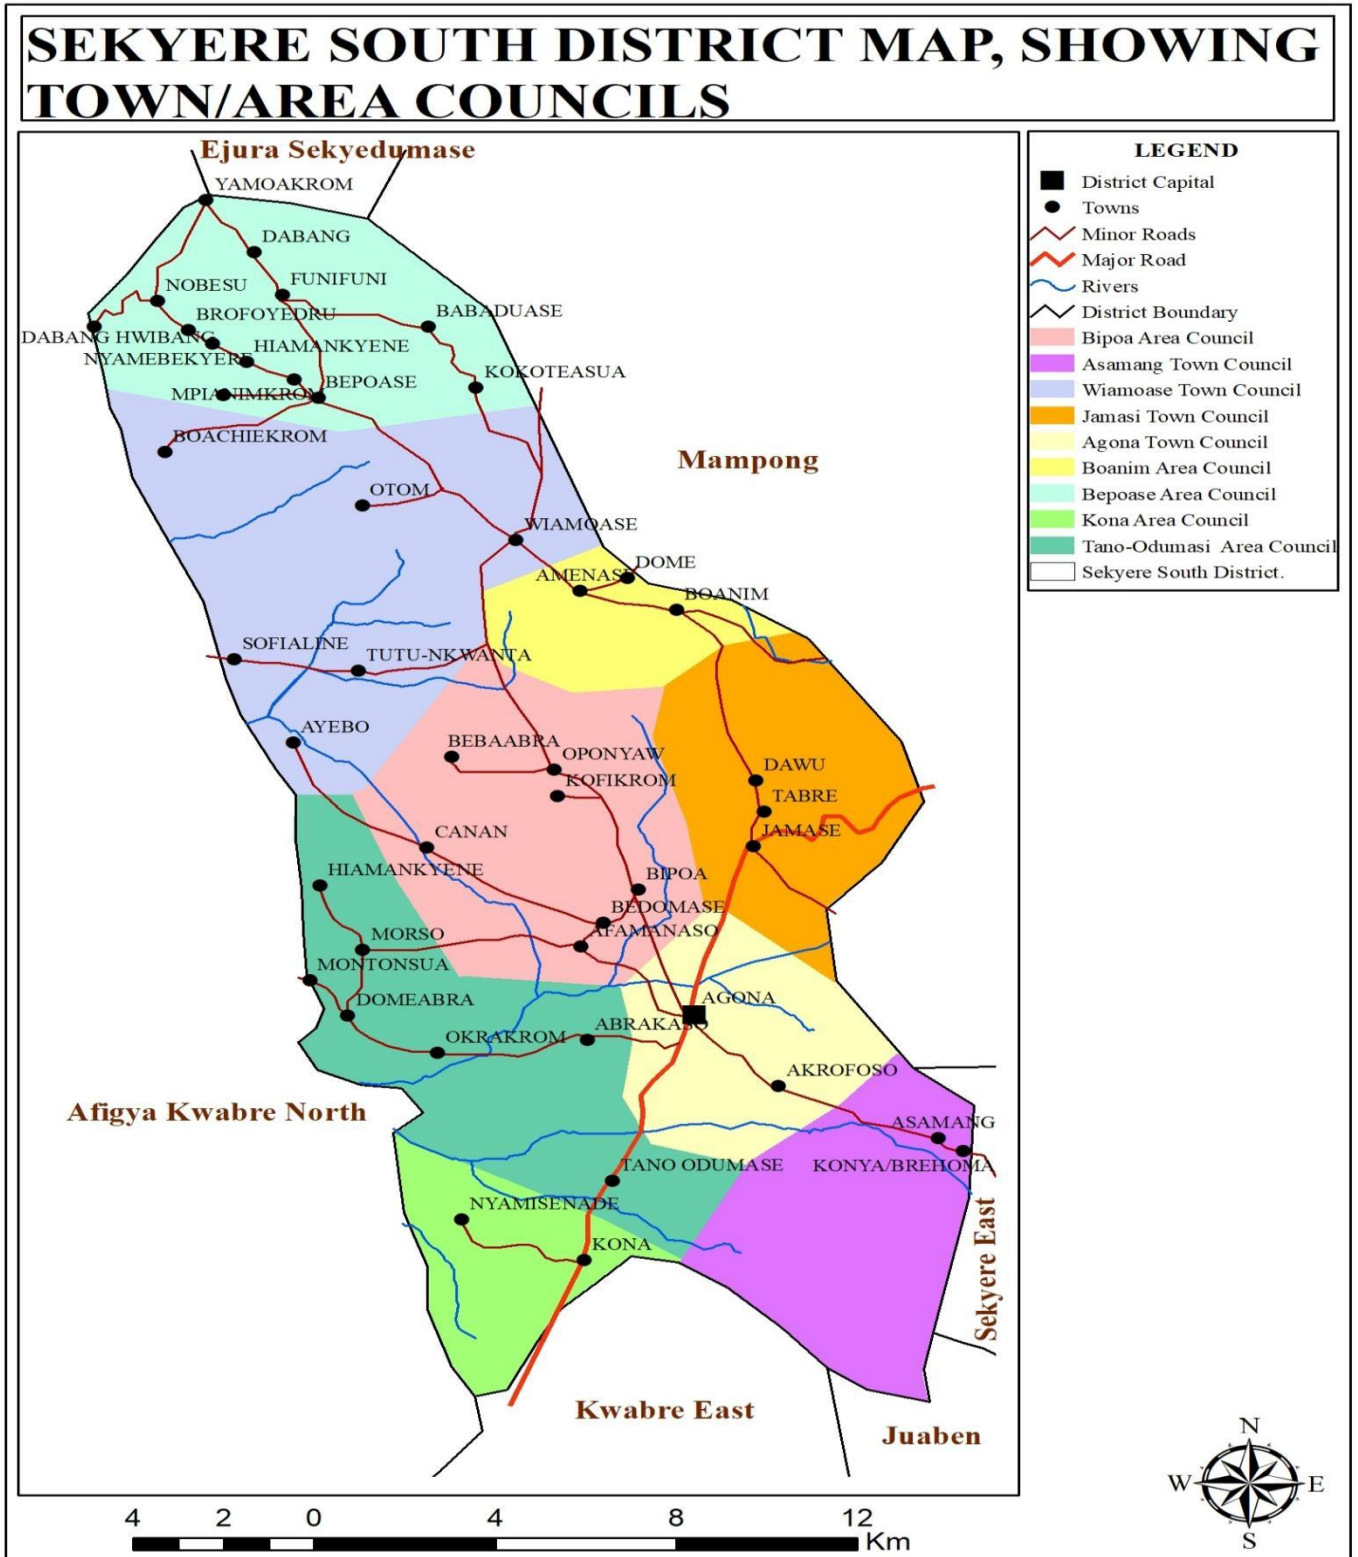 SEKYERE SOUTH DISTRICT MAP, SHOWING
TOWN/AREA COUNCILS
Ejura Sekyedumase
YAMOAKROM
DABANG
FUNIFUNI
NOBESU
BROFOYEDRU
BABADUASE
DABANG HWIBANG
HIAMANKYENE
NYAMEBEKYERE
KOKOTEASUA
BEPOASE
MPIANIMKROM
BOACHIEKROM
Mampong
OTOM
WIAMOASE
DOME
AMENASE
BOANIM
SOFIALINE
TUTU-NKWANTA
AYEBO
BEBAABRA
OPONYAW
KOFIKROM
DAWU
TABRE
JAMASE
CANAN
HIAMANKYENE
BIPOA
BEDOMASE
AFAMANASO
MORSO
MONTONSUA
DOMEABRA
AGONA
ABRAKASO
OKRAKROM
AKROFOSO
Afigya Kwabre North
ASAMANG
KONYA/BREHOMA
TANO ODUMASE
NYAMISENADE
KONA
Sekyere East
Kwabre East
Juaben
LEGEND
District Capital
Towns
Minor Roads
Major Road
Rivers
District Boundary
Bipoa Area Council
Asamang Town Council
Wiamoase Town Council
Jamasi Town Council
Agona Town Council
Boanim Area Council
Bepoase Area Council
Kona Area Council
Tano-Odumasi Area Council
Sekyere South District.
N
W E
S
4 2 0 4 8 12
Km